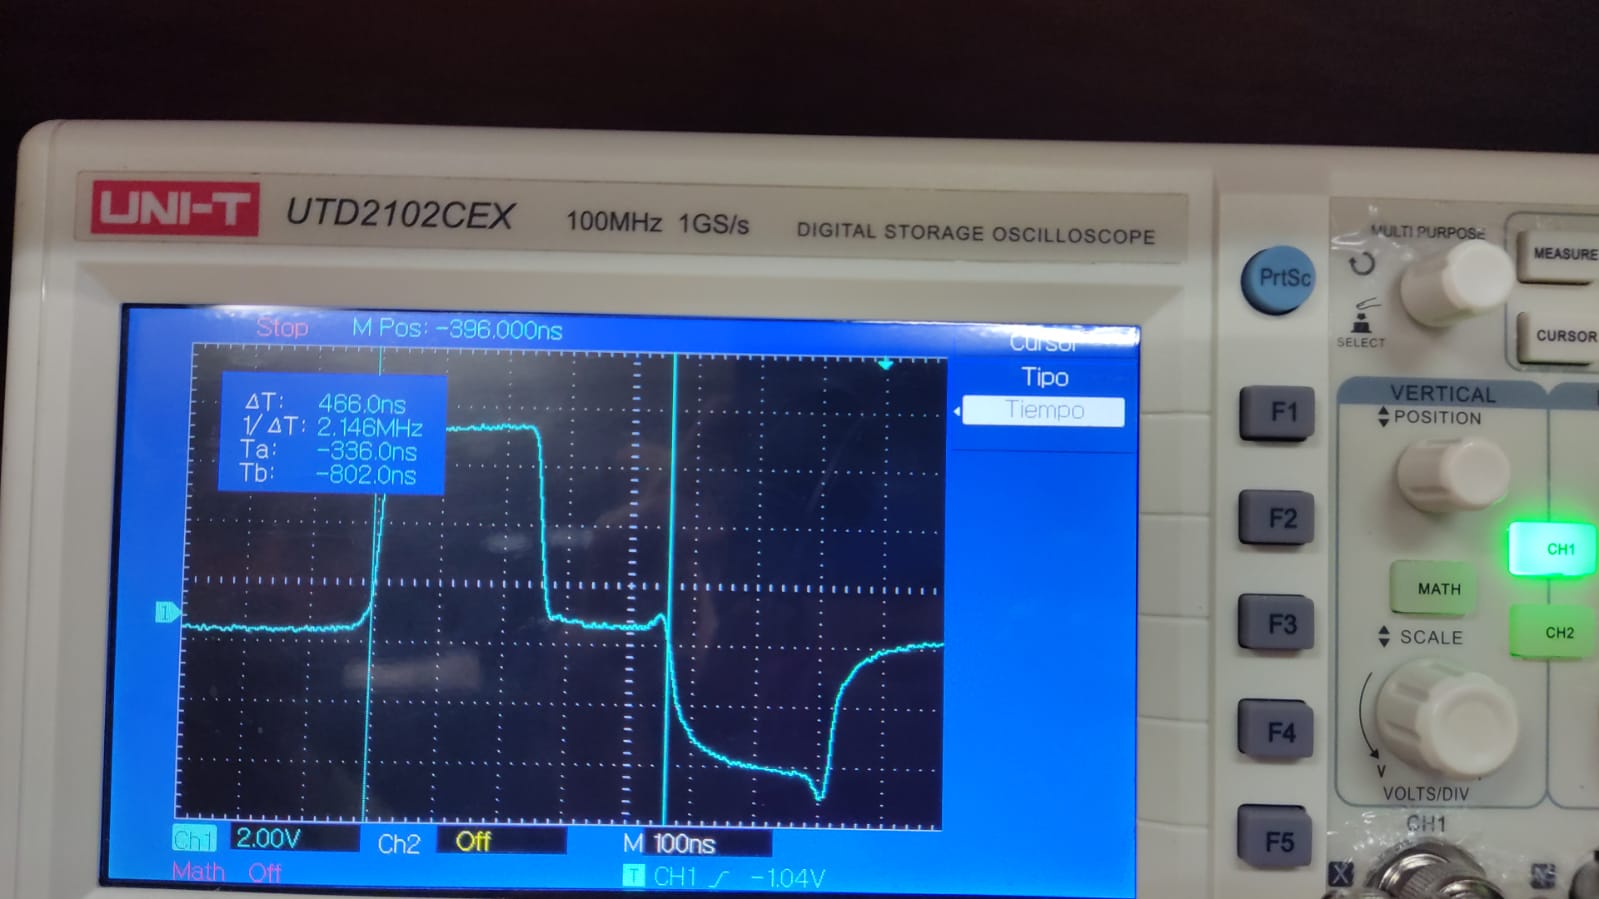 UNI-T UTD2102CEX 100MHz 1GS/s DIGITAL STORAGE OSCILLOSCOPE
MULTI PURPOSE
MEASURE
PrtSc
SELECT
CURSOR
Stop M Pos: -396.000ns
Cursor
Tipo
Tiempo
ΔT: 466.0ns
1/ΔT: 2.146MHz
Ta: -336.0ns
Tb: -802.0ns
1
F1
F2
F3
F4
F5
VERTICAL
POSITION
CH1
MATH
CH2
SCALE
V
VOLTS/DIV
CH1
X
Ch1 2.00V Ch2 Off M 100ns
Math Off T CH1 -1.04V